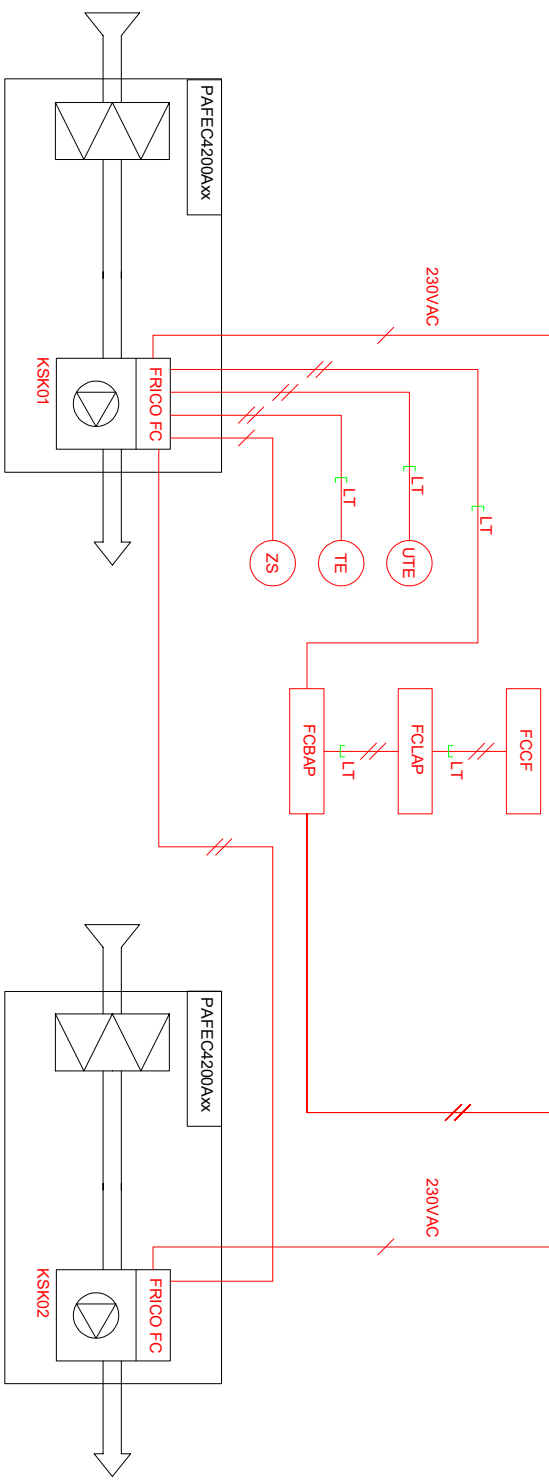 230VAC
230VAC
LT
LT
LT
UTE
TE
ZS
FCCF
LT
FCLAP
LT
FCBAP
PAFEC4200Axx
FRICO FC
KSK01
PAFEC4200Axx
FRICO FC
KSK02